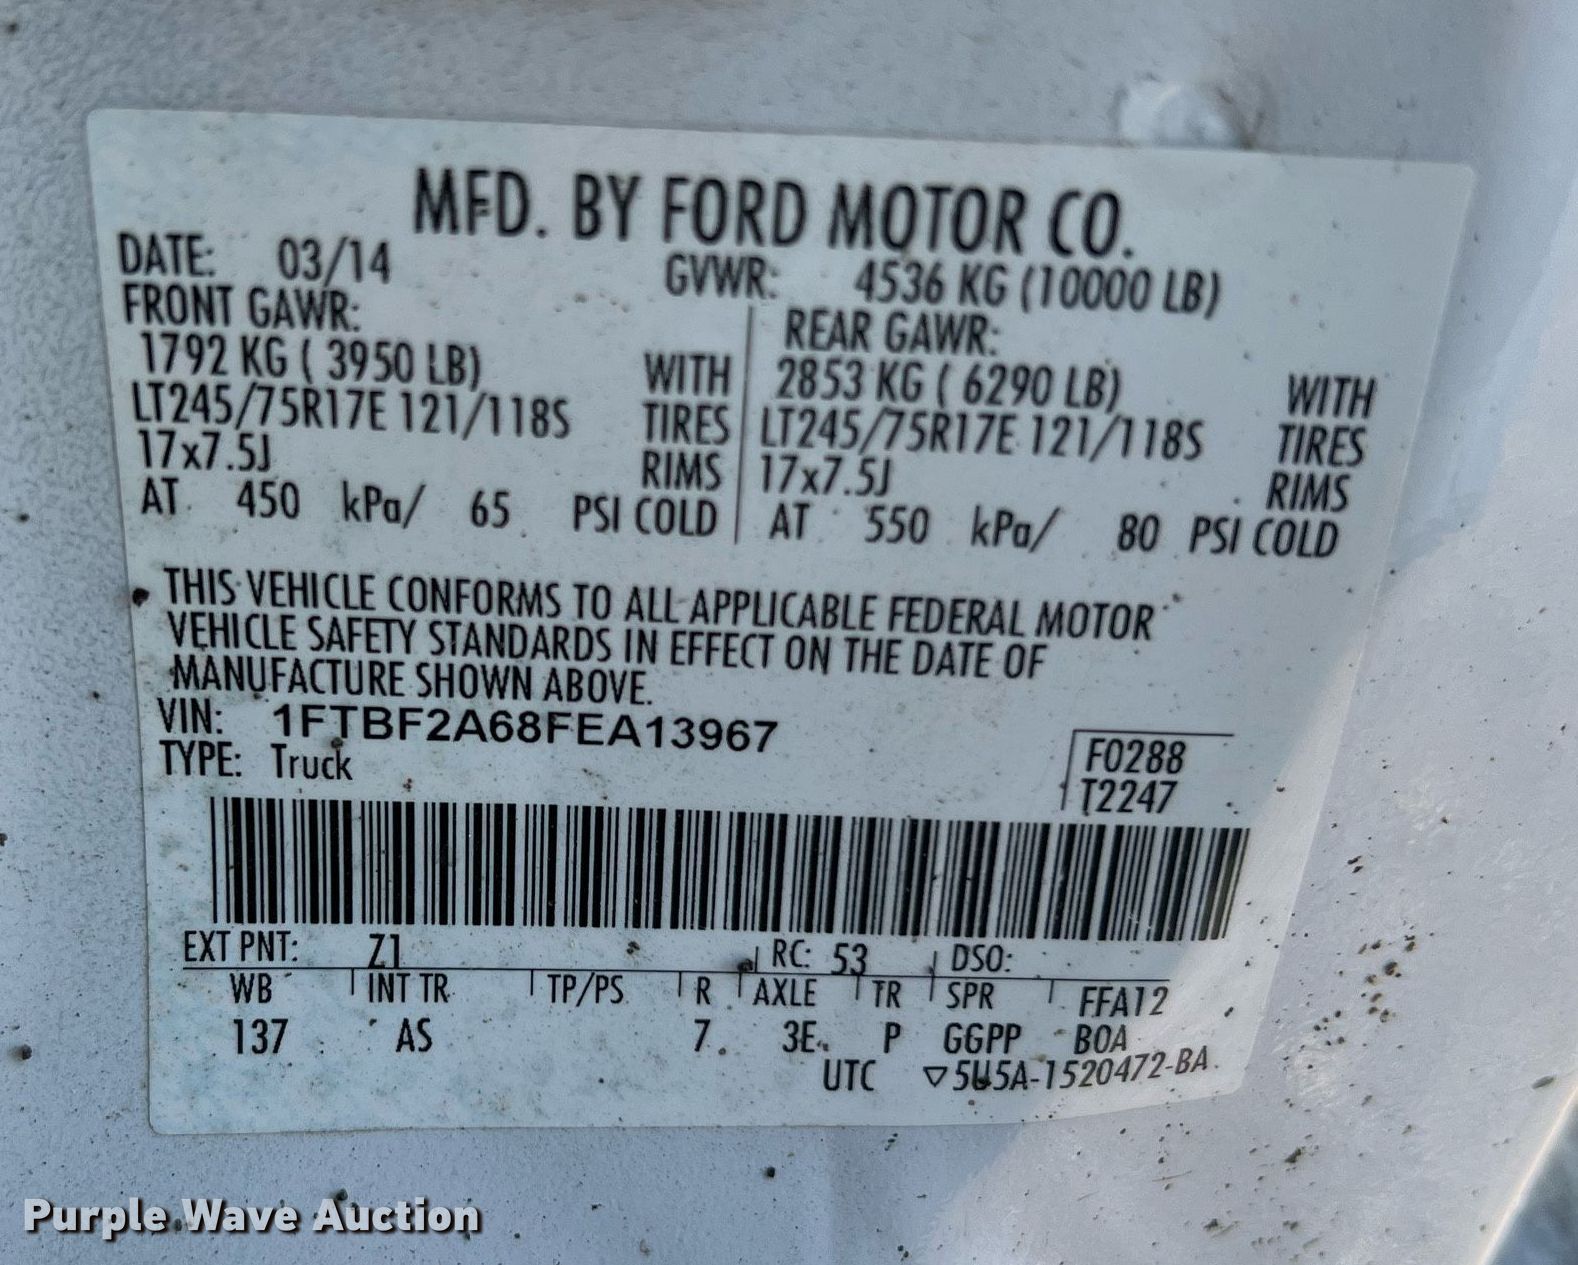 MFD. BY FORD MOTOR CO.
DATE: 03/14 GVWR: 4536 KG (10000 LB)
FRONT GAWR: REAR GAWR:
1792 KG ( 3950 LB) WITH 2853 KG ( 6290 LB) WITH
LT245/75R17E 121/118S TIRES LT245/75R17E 121/118S TIRES
17x7.5J RIMS 17x7.5J RIMS
AT 450 kPa/ 65 PSI COLD AT 550 kPa/ 80 PSI COLD
THIS VEHICLE CONFORMS TO ALL APPLICABLE FEDERAL MOTOR
VEHICLE SAFETY STANDARDS IN EFFECT ON THE DATE OF
MANUFACTURE SHOWN ABOVE.
VIN: 1FTBF2A68FEA13967
TYPE: Truck
F0288
T2247
EXT PNT: Z1 RC: 53 DSO:
WB INT TR TP/PS R AXLE TR SPR FFA12
137 AS 7 3E P GGPP BOA
UTC ▽5U5A-1520472-BA
Purple Wave Auction